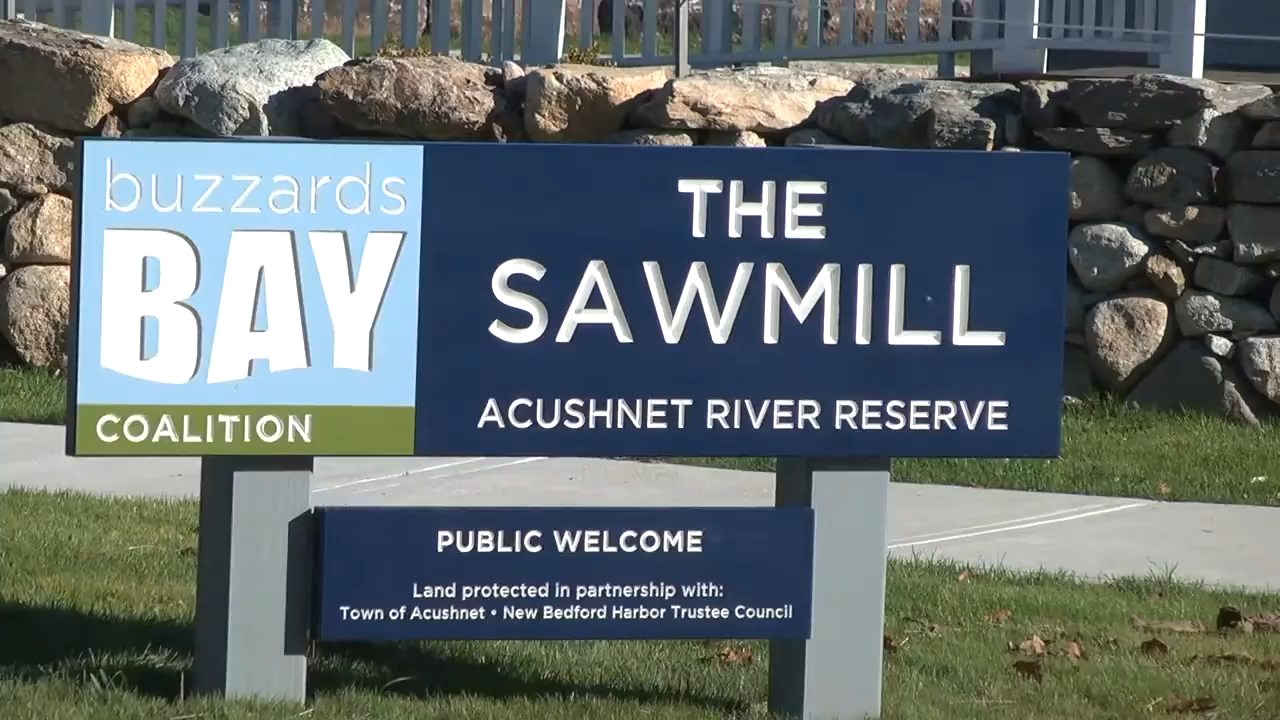 buzzards
BAY
COALITION
THE
SAWMILL
ACUSHNET RIVER RESERVE
PUBLIC WELCOME
Land protected in partnership with:
Town of Acushnet • New Bedford Harbor Trustee Council